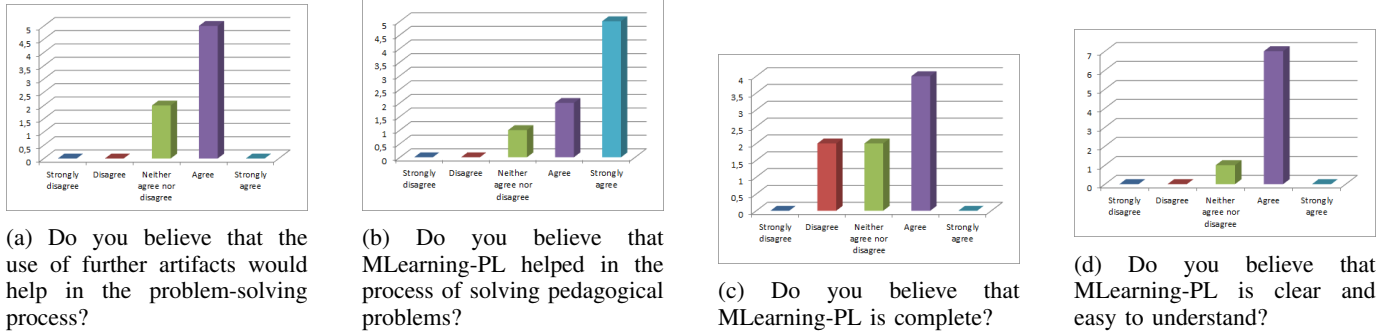 5
4,5
4
3,5
3
2,5
2
1,5
1
0,5
0
Strongly disagree
Disagree
Neither agree nor disagree
Agree
Strongly agree
(a) Do you believe that the
use of further artifacts would
help in the problem-solving
process?
5
4,5
4
3,5
3
2,5
2
1,5
1
0,5
0
Strongly disagree
Disagree
Neither agree nor disagree
Agree
Strongly agree
(b) Do you believe that
MLearning-PL helped in the
process of solving pedagogical
problems?
4
3,5
3
2,5
2
1,5
1
0,5
0
Strongly disagree
Disagree
Neither agree nor disagree
Agree
Strongly agree
(c) Do you believe that
MLearning-PL is complete?
7
6
5
4
3
2
1
0
Strongly disagree
Disagree
Neither agree nor disagree
Agree
Strongly agree
(d) Do you believe that
MLearning-PL is clear and
easy to understand?